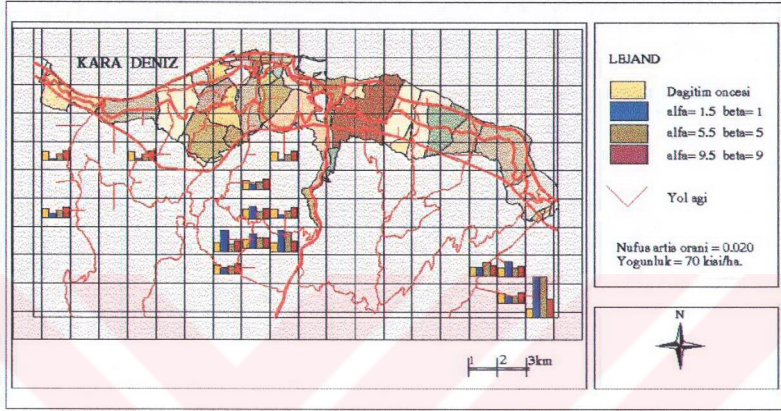 KARA DENIZ
LEJAND
Dagitim oncesi
alfa= 1.5 beta= 1
alfa= 5.5 beta= 5
alfa= 9.5 beta= 9
Yol agi
Nufus artis orani = 0.020
Yogunluk = 70 kisi/ha.
N
1 2 3km